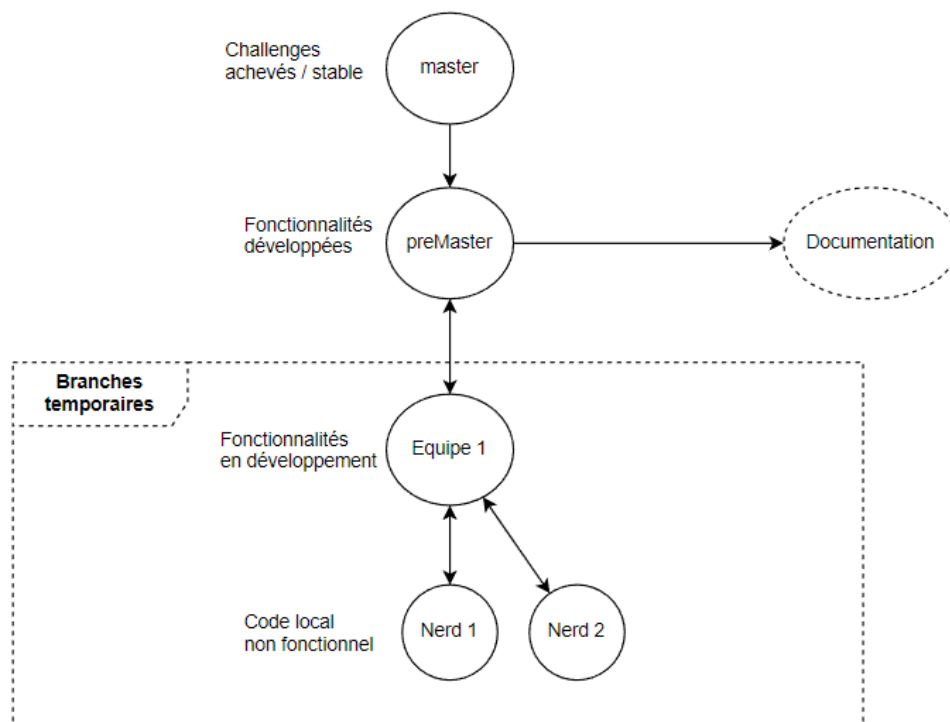 Challenges
achevés / stable
master
Fonctionnalités
développées
preMaster
Documentation
Branches
temporaires
Fonctionnalités
en développement
Equipe 1
Code local
non fonctionnel
Nerd 1
Nerd 2